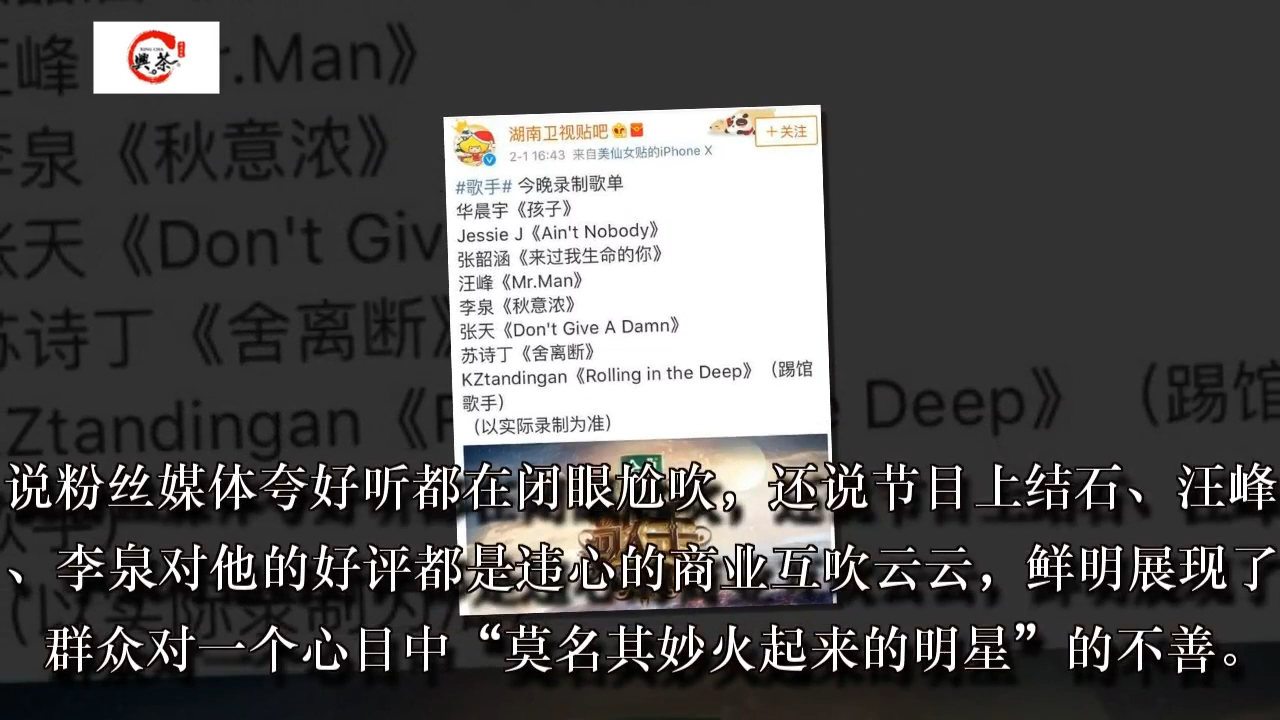 興茶
湖南卫视贴吧
+关注
2-1 16:43 来自美仙女贴的iPhone X
#歌手# 今晚录制歌单
华晨宇《孩子》
Jessie J《Ain't Nobody》
张韶涵《来过我生命的你》
汪峰《Mr.Man》
李泉《秋意浓》
张天《Don't Give A Damn》
苏诗丁《舍离断》
KZtandingan《Rolling in the Deep》（踢馆
歌手）
（以实际录制为准）
歌手
说粉丝媒体夸好听都在闭眼尬吹，还说节目上结石、汪峰
、李泉对他的好评都是违心的商业互吹云云，鲜明展现了
群众对一个心目中“莫名其妙火起来的明星”的不善。